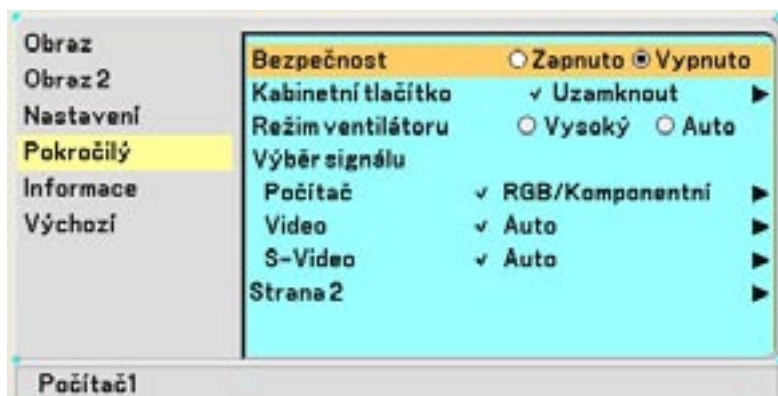 Obraz
Obraz 2
Nastavení
Pokročilý
Informace
Výchozí
Bezpečnost Zapnuto Vypnuto
Kabinetní tlačítko Uzamknout
Režim ventilátoru Vysoký Auto
Výběr signálu
Počítač RGB/Komponentní
Video Auto
S-Video Auto
Strana 2
Počítač1